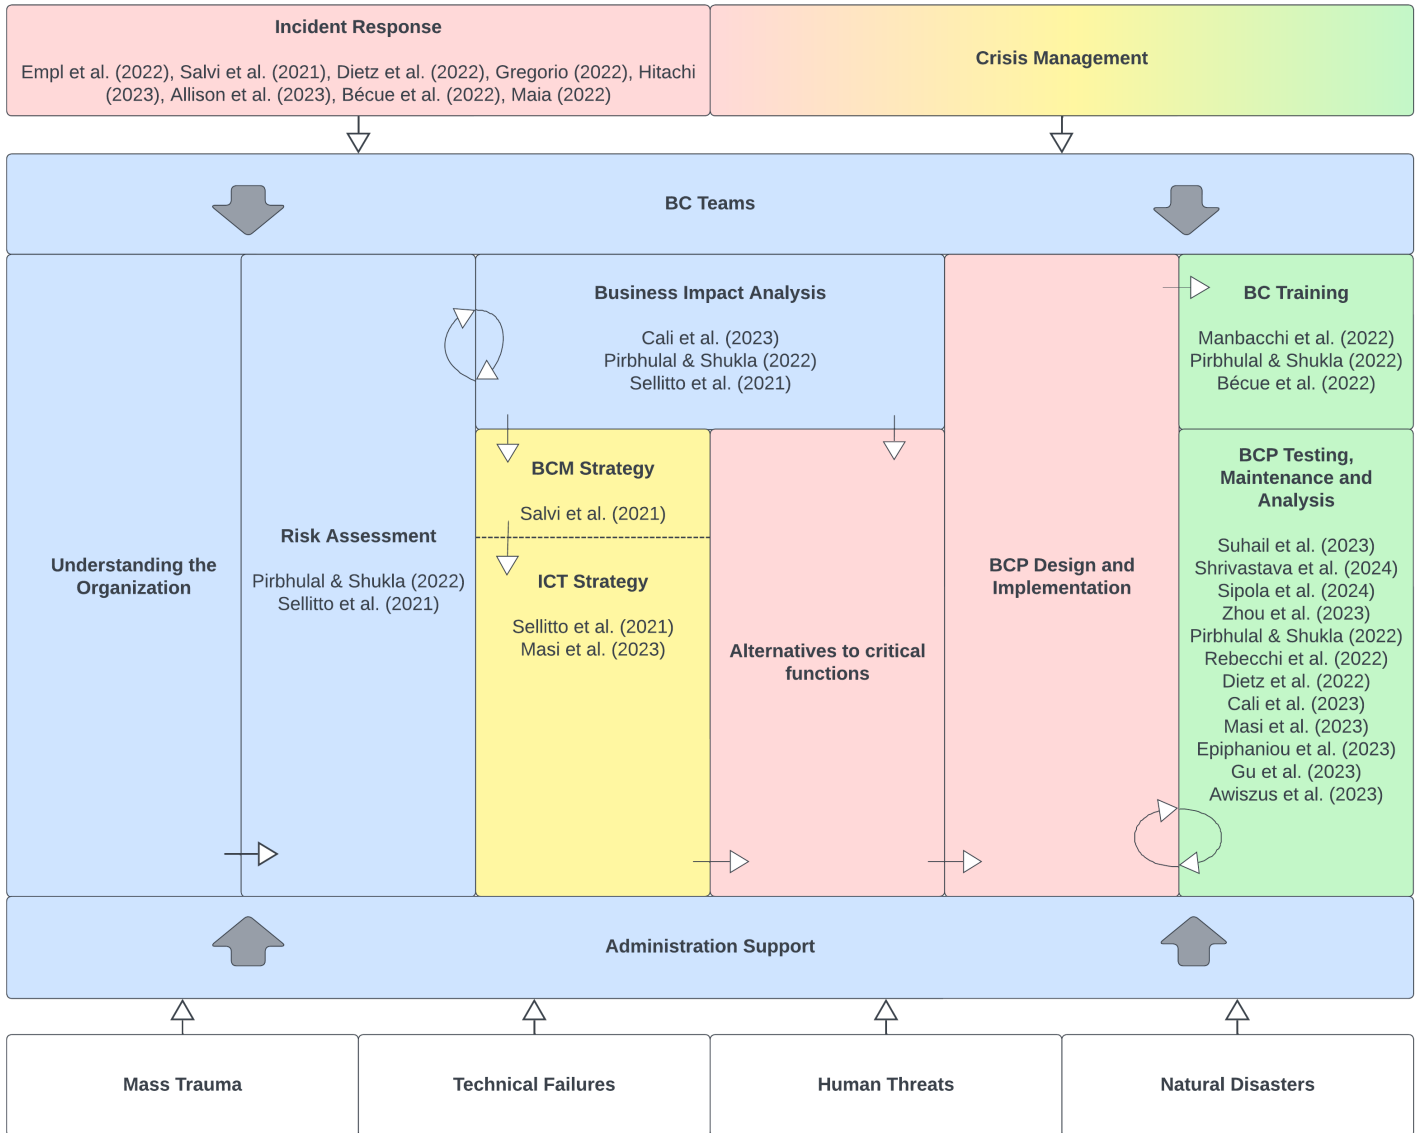 Incident Response
Empl et al. (2022), Salvi et al. (2021), Dietz et al. (2022), Gregorio (2022), Hitachi
(2023), Allison et al. (2023), Bécue et al. (2022), Maia (2022)
Crisis Management
BC Teams
Understanding the
Organization
Risk Assessment
Pirbhulal & Shukla (2022)
Sellitto et al. (2021)
Business Impact Analysis
Cali et al. (2023)
Pirbhulal & Shukla (2022)
Sellitto et al. (2021)
BCM Strategy
Salvi et al. (2021)
ICT Strategy
Sellitto et al. (2021)
Masi et al. (2023)
Alternatives to critical
functions
BCP Design and
Implementation
BC Training
Manbacchi et al. (2022)
Pirbhulal & Shukla (2022)
Bécue et al. (2022)
BCP Testing,
Maintenance and
Analysis
Suhail et al. (2023)
Shrivastava et al. (2024)
Sipola et al. (2024)
Zhou et al. (2023)
Pirbhulal & Shukla (2022)
Rebecchi et al. (2022)
Dietz et al. (2022)
Cali et al. (2023)
Masi et al. (2023)
Epiphaniou et al. (2023)
Gu et al. (2023)
Awiszus et al. (2023)
Administration Support
Mass Trauma
Technical Failures
Human Threats
Natural Disasters